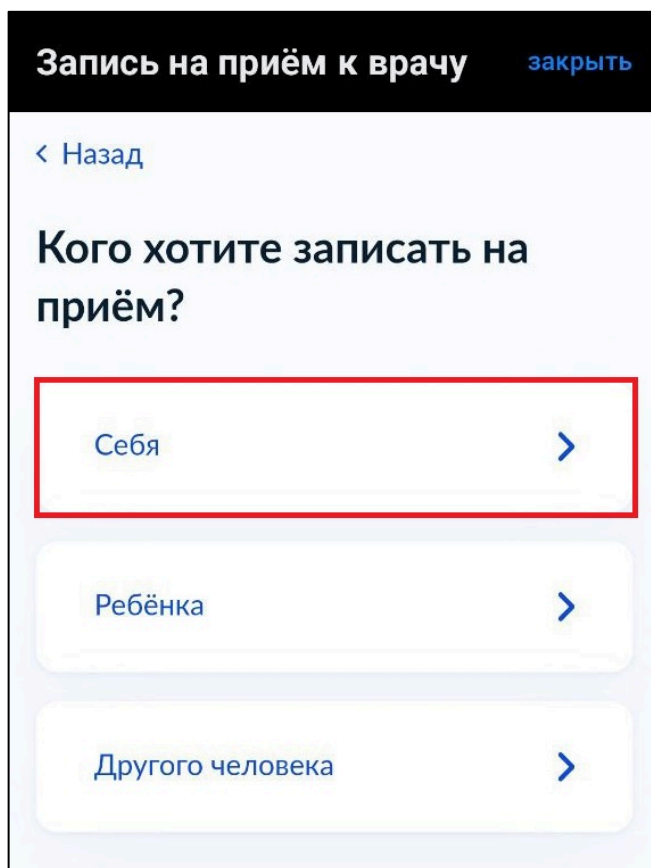 Запись на приём к врачу закрыть
Назад
Кого хотите записать на
приём?
Себя
Ребёнка
Другого человека